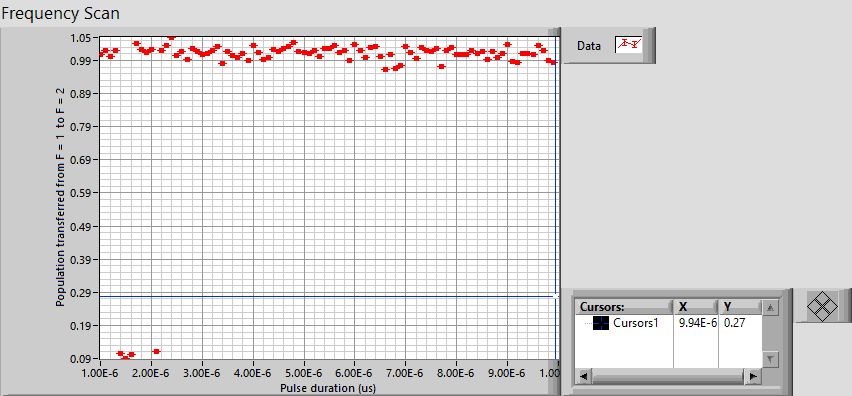 Frequency Scan
Data
Population transferred from F = 1 to F = 2
1.05
0.99
0.89
0.79
0.69
0.59
0.49
0.39
0.29
0.19
0.09
1.00E-6 2.00E-6 3.00E-6 4.00E-6 5.00E-6 6.00E-6 7.00E-6 8.00E-6 9.00E-6 1.00
Pulse duration (us)
Cursors: X Y
Cursors1 9.94E-6 0.27